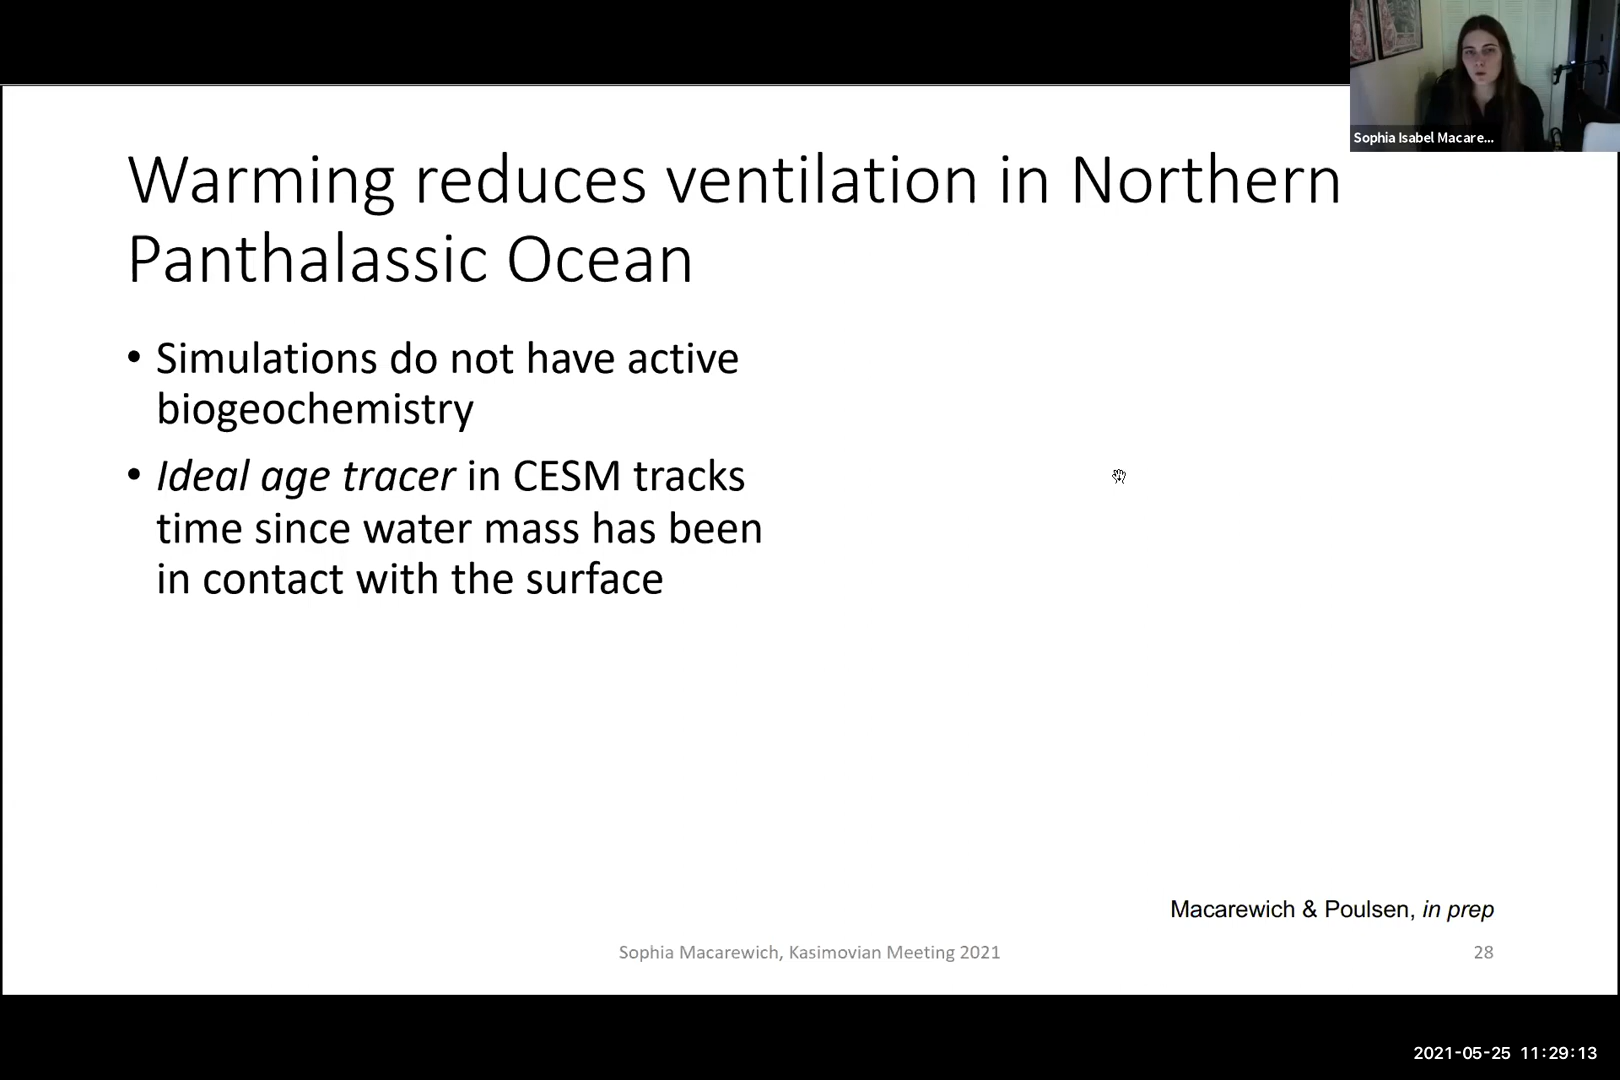 Sophia Isabel Macare...
Warming reduces ventilation in Northern
Panthalassic Ocean
• Simulations do not have active
biogeochemistry
• Ideal age tracer in CESM tracks
time since water mass has been
in contact with the surface
Macarewich & Poulsen, in prep
Sophia Macarewich, Kasimovian Meeting 2021
28
2021-05-25 11:29:13